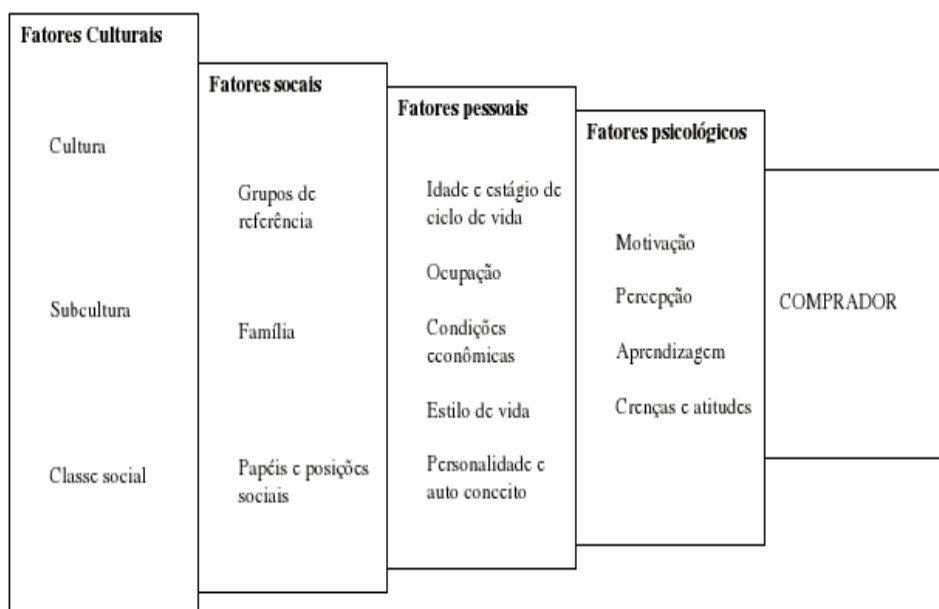 Fatores Culturais
Cultura
Subcultura
Classe social
Fatores socais
Grupos de
referência
Família
Papéis e posições
sociais
Fatores pessoais
Idade e estágio de
ciclo de vida
Ocupação
Condições
econômicas
Estilo de vida
Personalidade e
auto conceito
Fatores psicológicos
Motivação
Percepção
Aprendizagem
Crenças e atitudes
COMPRADOR